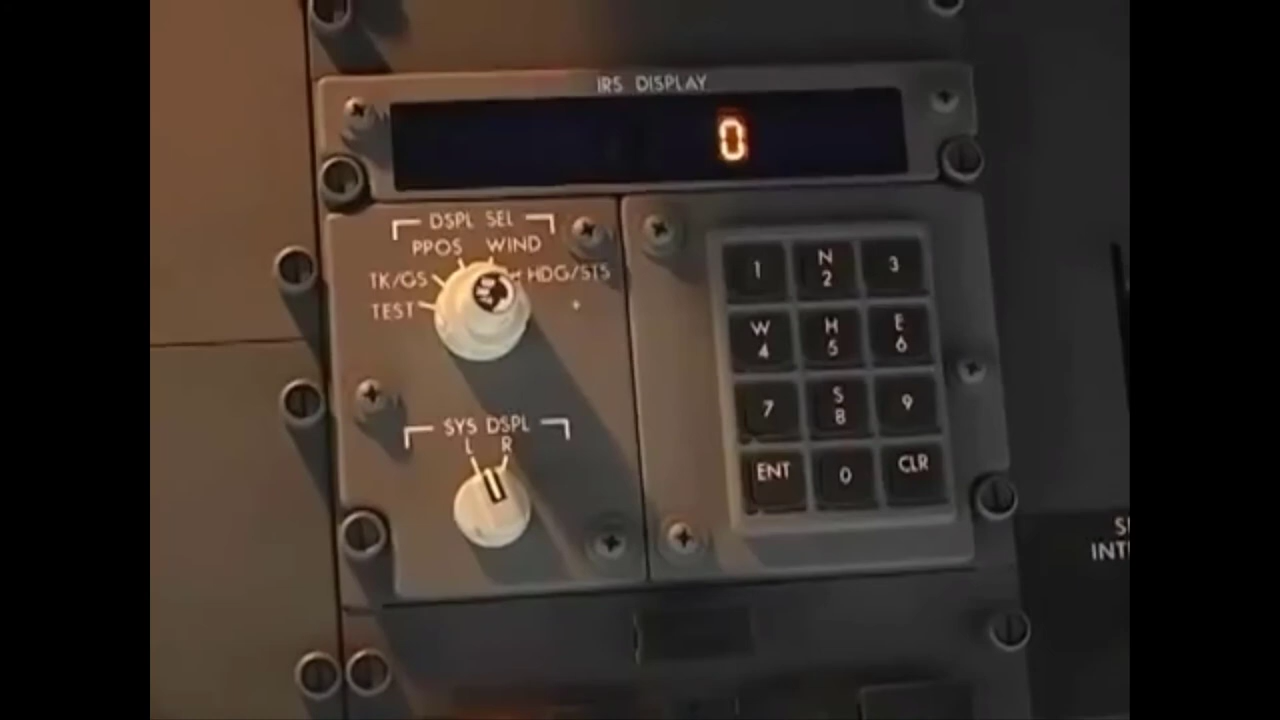 IRS DISPLAY
0
DSPL SEL
PPOS WIND
TK/GS HDG/STS
TEST
SYS DSPL
L R
1 N 2 3
W 4 H 5 E 6
7 S 8 9
ENT 0 CLR